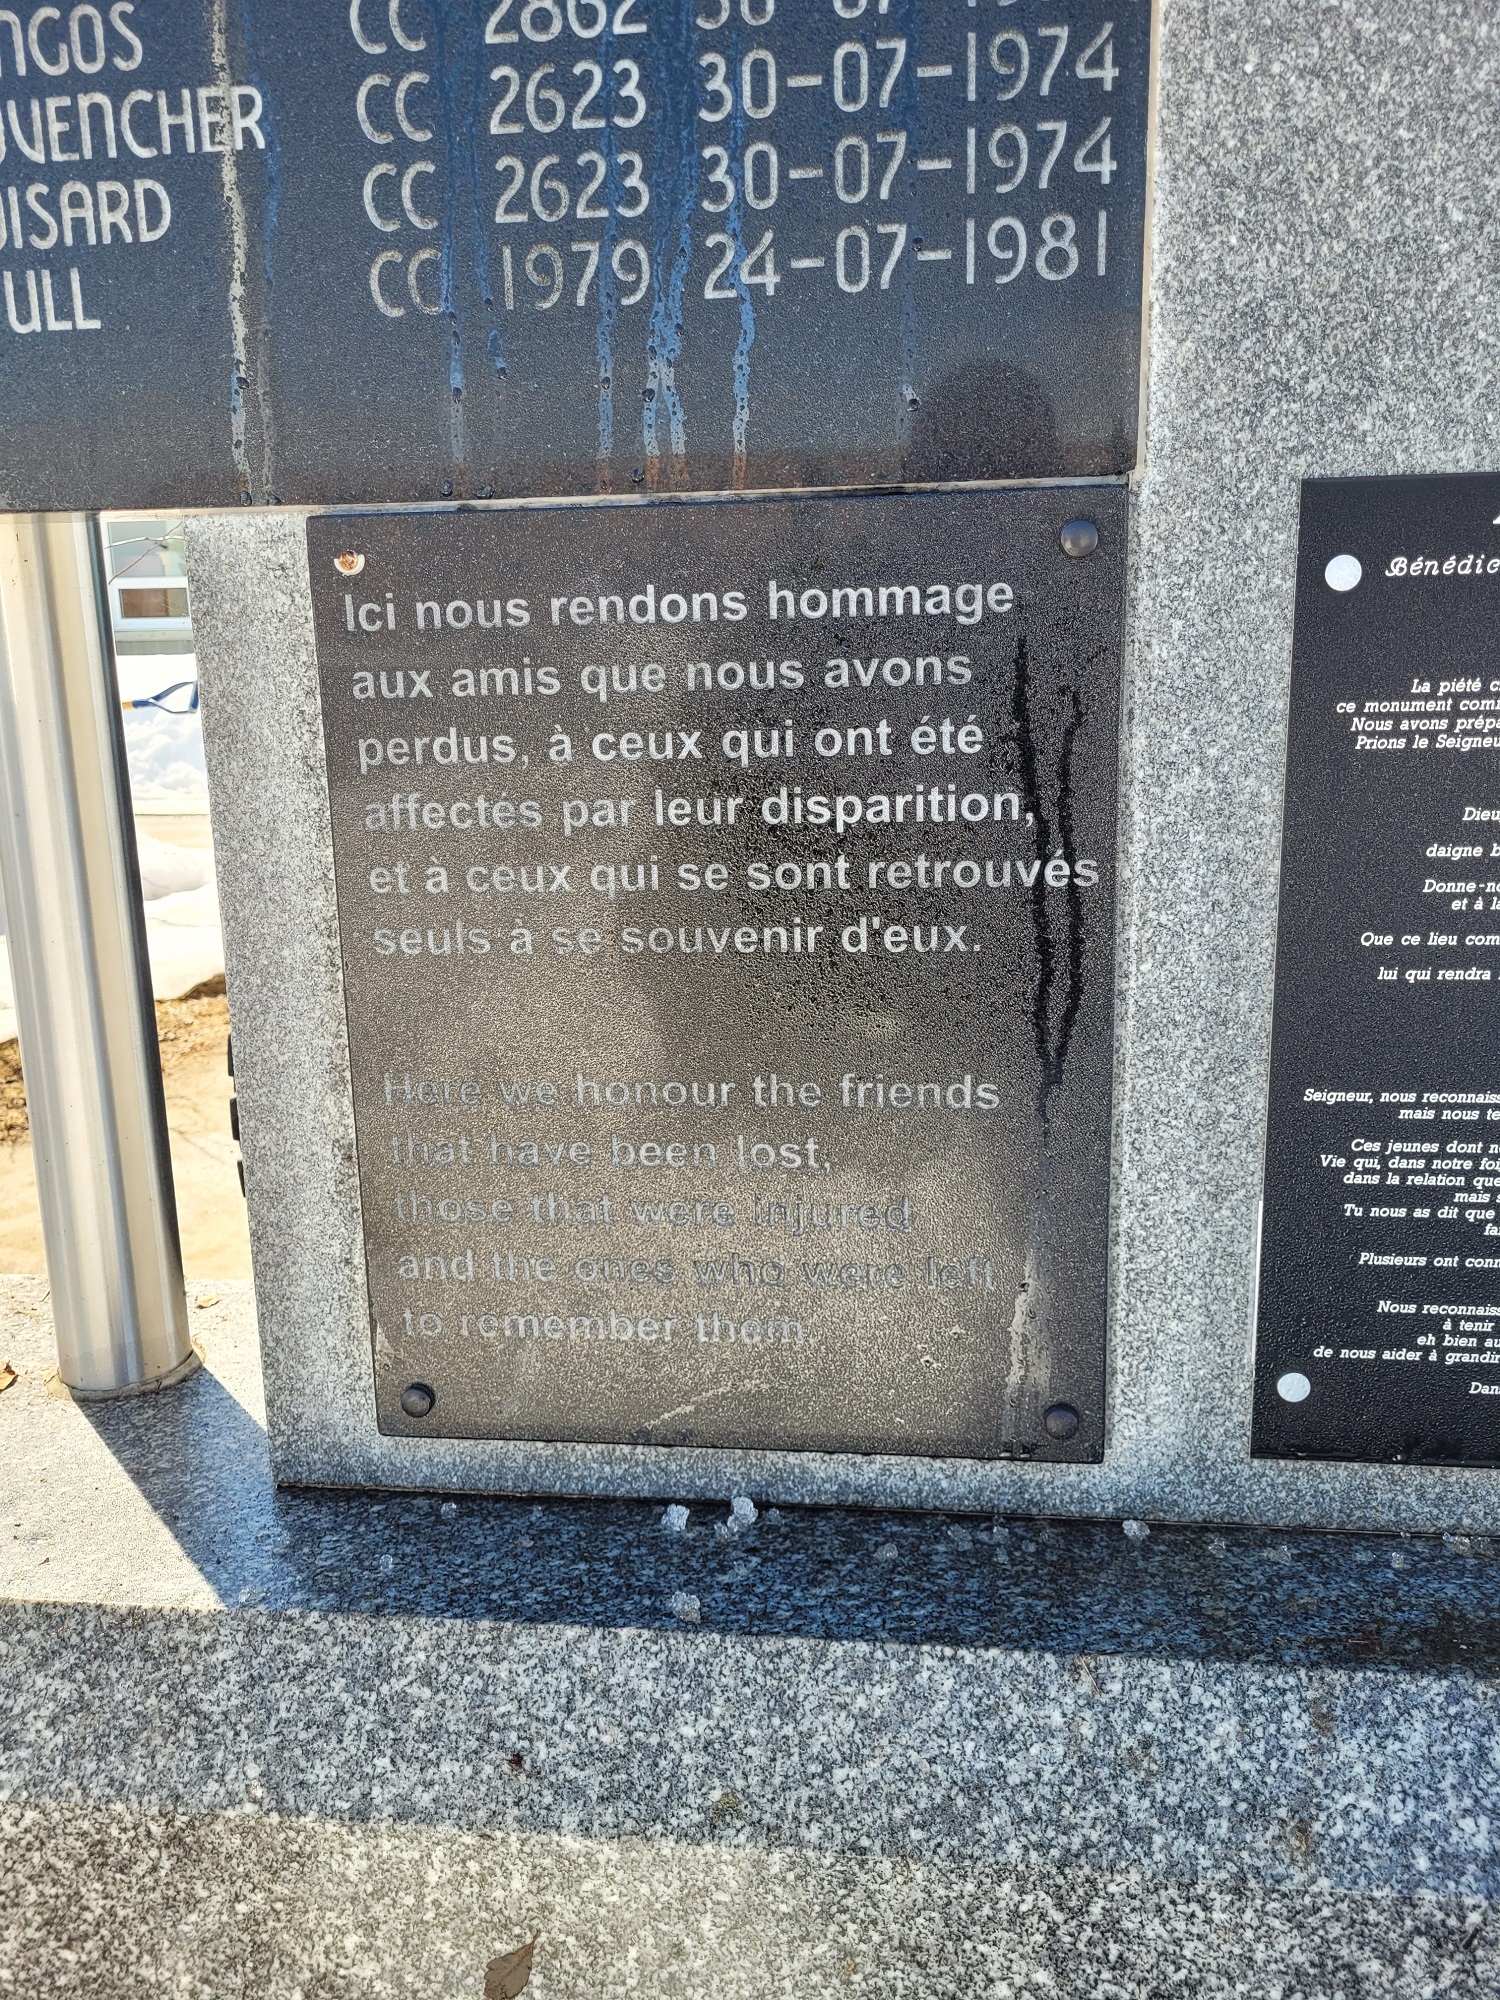 NGOS CC 2862 30-07-
UVENCHER CC 2623 30-07-1974
UISARD CC 2623 30-07-1974
ULL CC 1979 24-07-1981
Ici nous rendons hommage
aux amis que nous avons
perdus, à ceux qui ont été
affectés par leur disparition,
et à ceux qui se sont retrouvés
seuls à se souvenir d'eux.
Here we honour the friends
that have been lost,
those that were injured
and the ones who were left
to remember them.
Bénédic
La piété c
ce monument comm
Nous avons prépa
Prions le Seigneu
Dieu
daigne b
Donne-no
et à la
Que ce lieu com
lui qui rendra
Seigneur, nous reconnaiss
mais nous te
Ces jeunes dont n
Vie qui, dans notre foi
dans la relation que
mais
Tu nous as dit que
fai
Plusieurs ont conn
Nous reconnaiss
à tenir
eh bien au
de nous aider à grandir
Dan